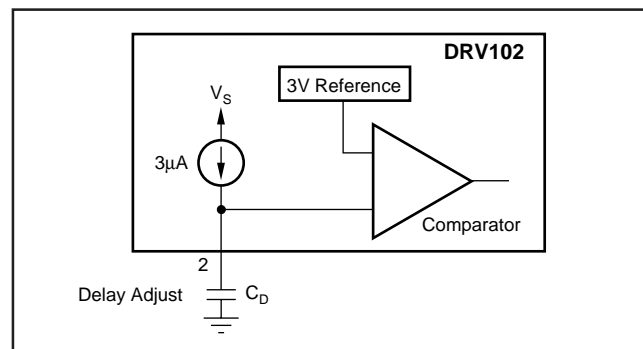 DRV102
3V Reference
V_S
3μA
Comparator
2
Delay Adjust
C_D